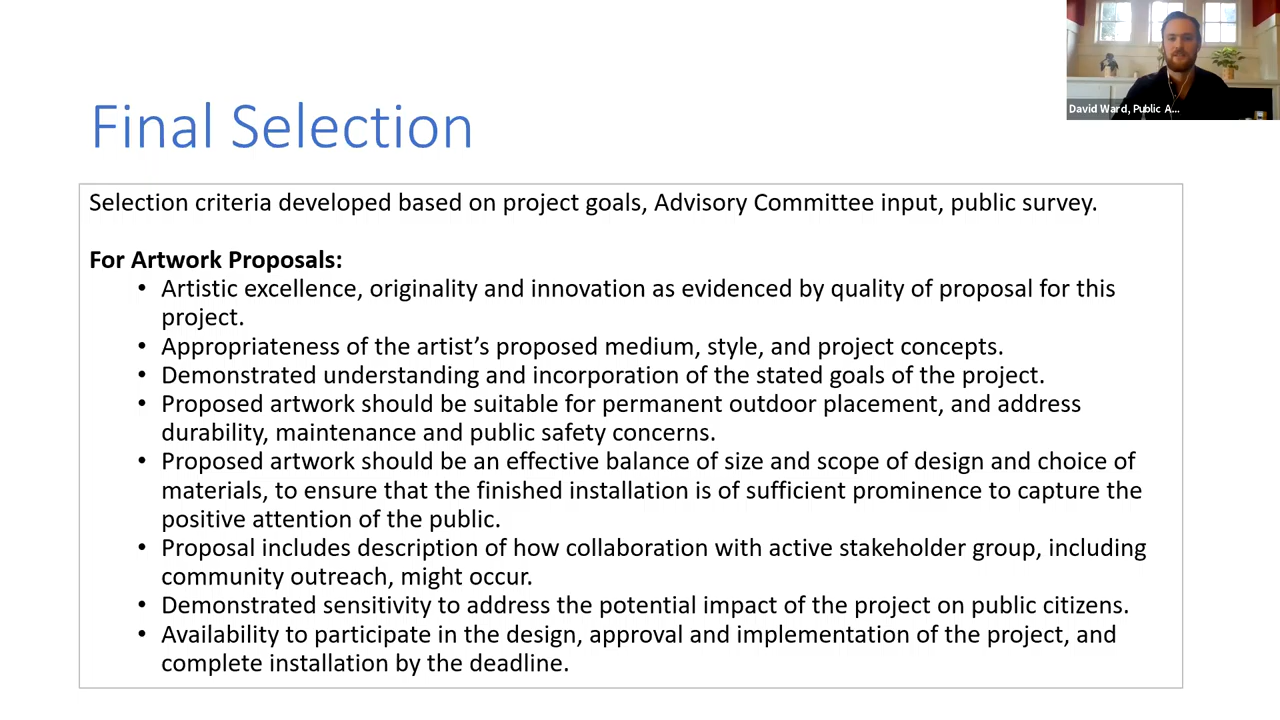 David Ward, Public A...
Final Selection
Selection criteria developed based on project goals, Advisory Committee input, public survey.
For Artwork Proposals:
• Artistic excellence, originality and innovation as evidenced by quality of proposal for this
project.
• Appropriateness of the artist’s proposed medium, style, and project concepts.
• Demonstrated understanding and incorporation of the stated goals of the project.
• Proposed artwork should be suitable for permanent outdoor placement, and address
durability, maintenance and public safety concerns.
• Proposed artwork should be an effective balance of size and scope of design and choice of
materials, to ensure that the finished installation is of sufficient prominence to capture the
positive attention of the public.
• Proposal includes description of how collaboration with active stakeholder group, including
community outreach, might occur.
• Demonstrated sensitivity to address the potential impact of the project on public citizens.
• Availability to participate in the design, approval and implementation of the project, and
complete installation by the deadline.